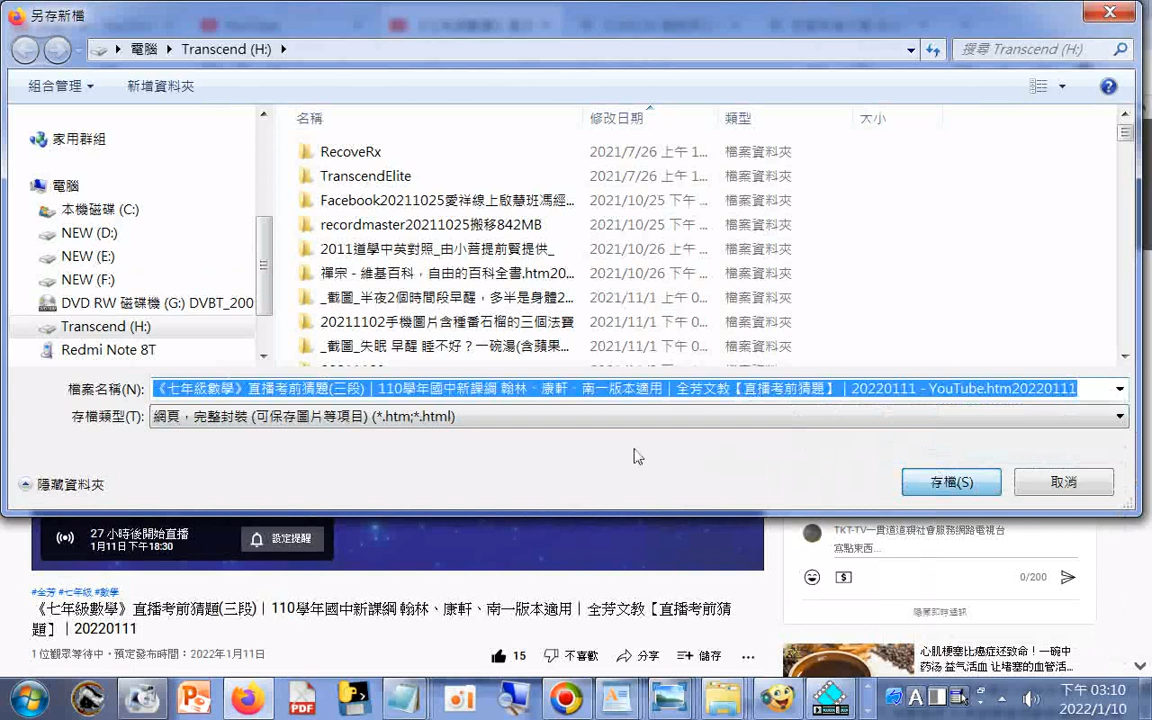 另存新檔
電腦 Transcend (H:)
搜尋 Transcend (H:)
組合管理 新增資料夾
名稱 修改日期 類型 大小
家用群組
電腦
本機磁碟 (C:)
NEW (D:)
NEW (E:)
NEW (F:)
DVD RW 磁碟機 (G:) DVBT_200
Transcend (H:)
Redmi Note 8T
RecoveRx 2021/7/26 上午 1... 檔案資料夾
TranscendElite 2021/7/26 上午 1... 檔案資料夾
Facebook20211025愛祥線上啟慧班馮經... 2021/10/25 下午 ... 檔案資料夾
recordmaster20211025搬移842MB 2021/10/25 下午 ... 檔案資料夾
2011道學中英對照_由小菩提前賢提供_ 2021/10/26 上午 ... 檔案資料夾
禪宗 - 維基百科，自由的百科全書.htm20... 2021/10/26 下午 ... 檔案資料夾
_截圖_半夜2個時間段早醒，多半是身體2... 2021/11/1 上午 0... 檔案資料夾
20211102手機圖片含種番石榴的三個法寶 2021/11/1 上午 0... 檔案資料夾
_截圖_失眠 早醒 睡不好？一碗湯(含蘋果... 2021/11/1 上午 0... 檔案資料夾
檔案名稱(N): 《七年級數學》直播考前猜題(三段)｜110學年國中新課綱 翰林、康軒、南一版本適用｜全芳文教【直播考前猜題】｜20220111 - YouTube.htm20220111
存檔類型(T): 網頁，完整封裝 (可保存圖片等項目) (*.htm;*.html)
隱藏資料夾
存檔(S) 取消
27 小時後開始直播
1月11日下午18:30
設定提醒
#全芳 #七年級 #數學
《七年級數學》直播考前猜題(三段)｜110學年國中新課綱 翰林、康軒、南一版本適用｜全芳文教【直播考前猜
題】｜20220111
1 位觀眾等待中・預定發布時間：2022年1月11日
15 不喜歡 分享 儲存
TKT-TV一貫道道親社會服務網路電視台
寫點東西...
0/200
隱藏即時通訊
心肌梗塞比癌症还致命！一碗中
药汤 益气活血 让堵塞的血管活...
下午 03:10
2022/1/10